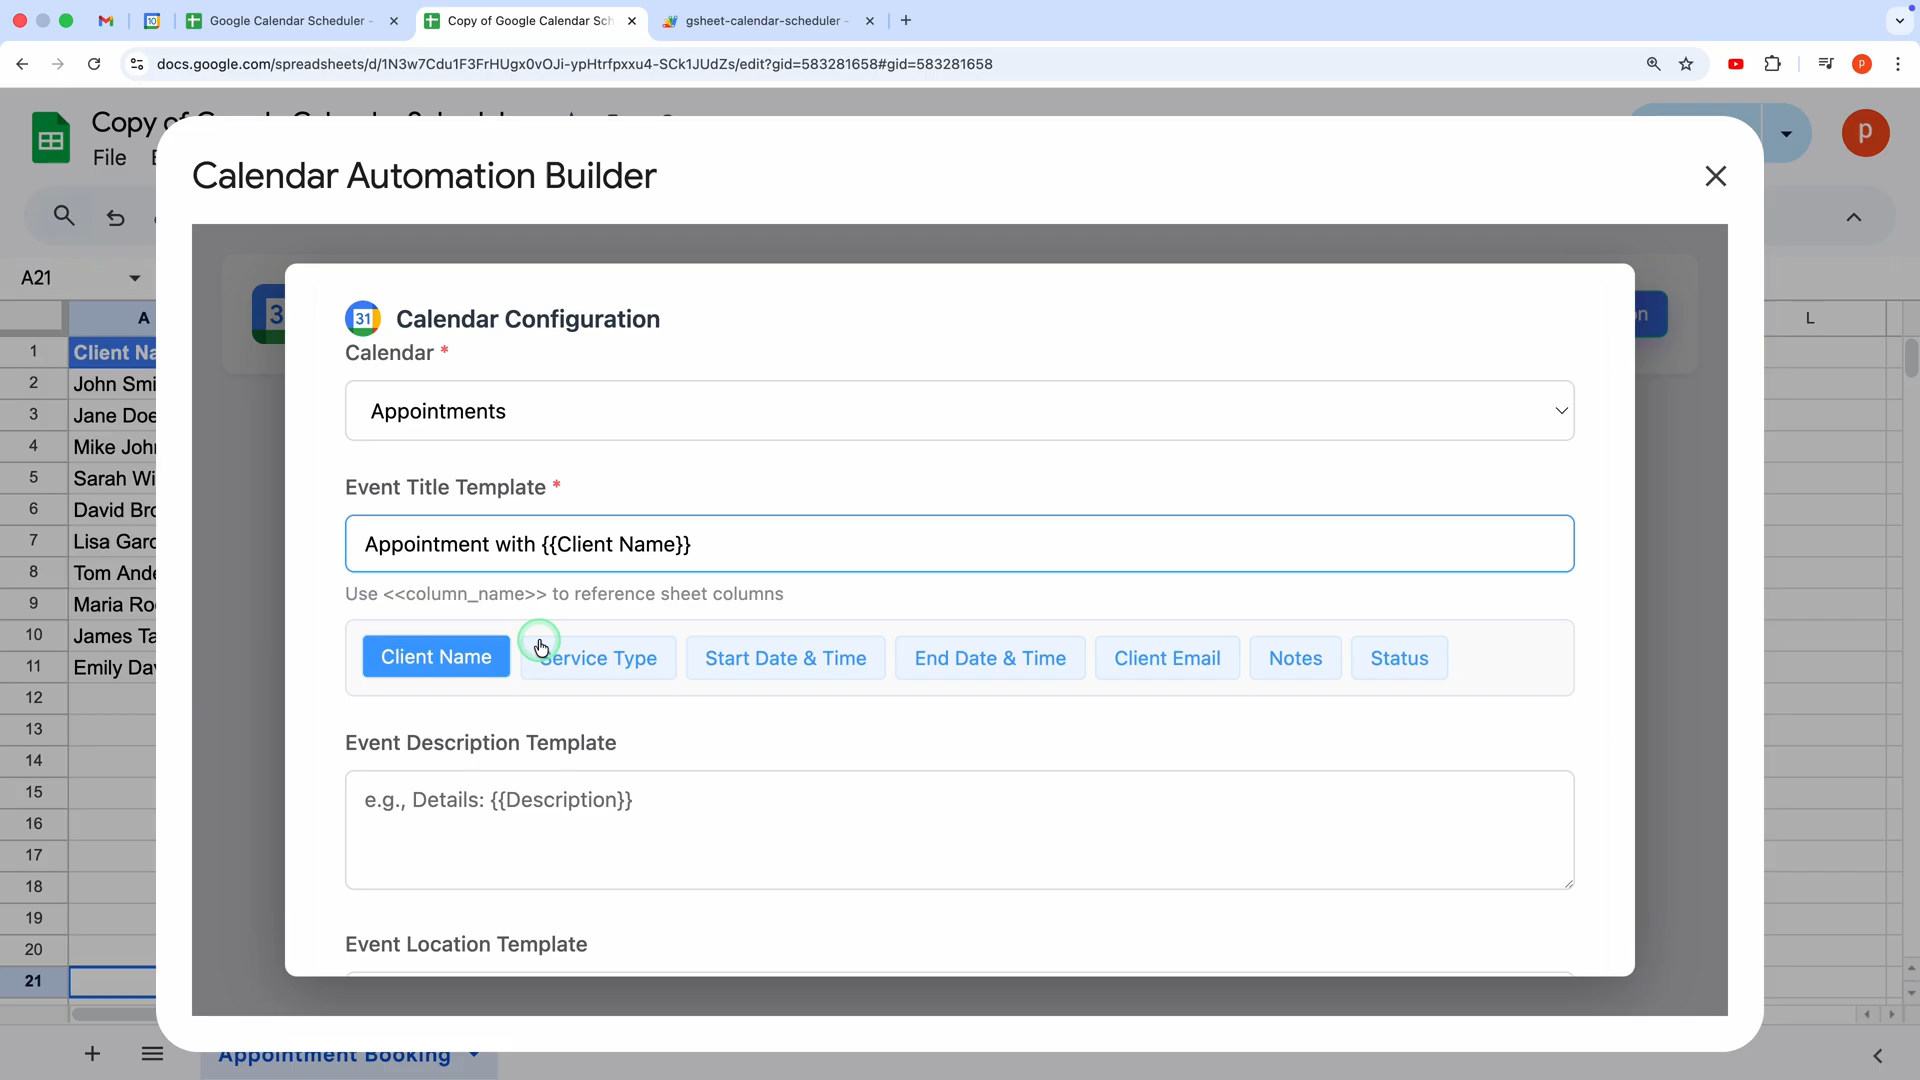 Google Calendar Scheduler -
Copy of Google Calendar Sch
gsheet-calendar-scheduler -
docs.google.com/spreadsheets/d/1N3w7Cdu1F3FrHUgx0vOJi-ypHtrfpxxu4-SCk1JUdZs/edit?gid=583281658#gid=583281658
p
Copy of Google Calendar Schedul
p
File
Calendar Automation Builder
A21
A
L
31
Calendar Configuration
on
1 Client Na
Calendar *
2 John Smi
3 Jane Doe
Appointments
4 Mike John
5 Sarah Wi
Event Title Template *
6 David Bro
7 Lisa Garc
Appointment with {{Client Name}}
8 Tom Ande
Use <<column_name>> to reference sheet columns
9 Maria Ro
10 James Ta
11 Emily Dav
Client Name
Service Type
Start Date & Time
End Date & Time
Client Email
Notes
Status
12
13
Event Description Template
14
15
e.g., Details: {{Description}}
16
17
18
19
Event Location Template
20
21
Appointment Booking